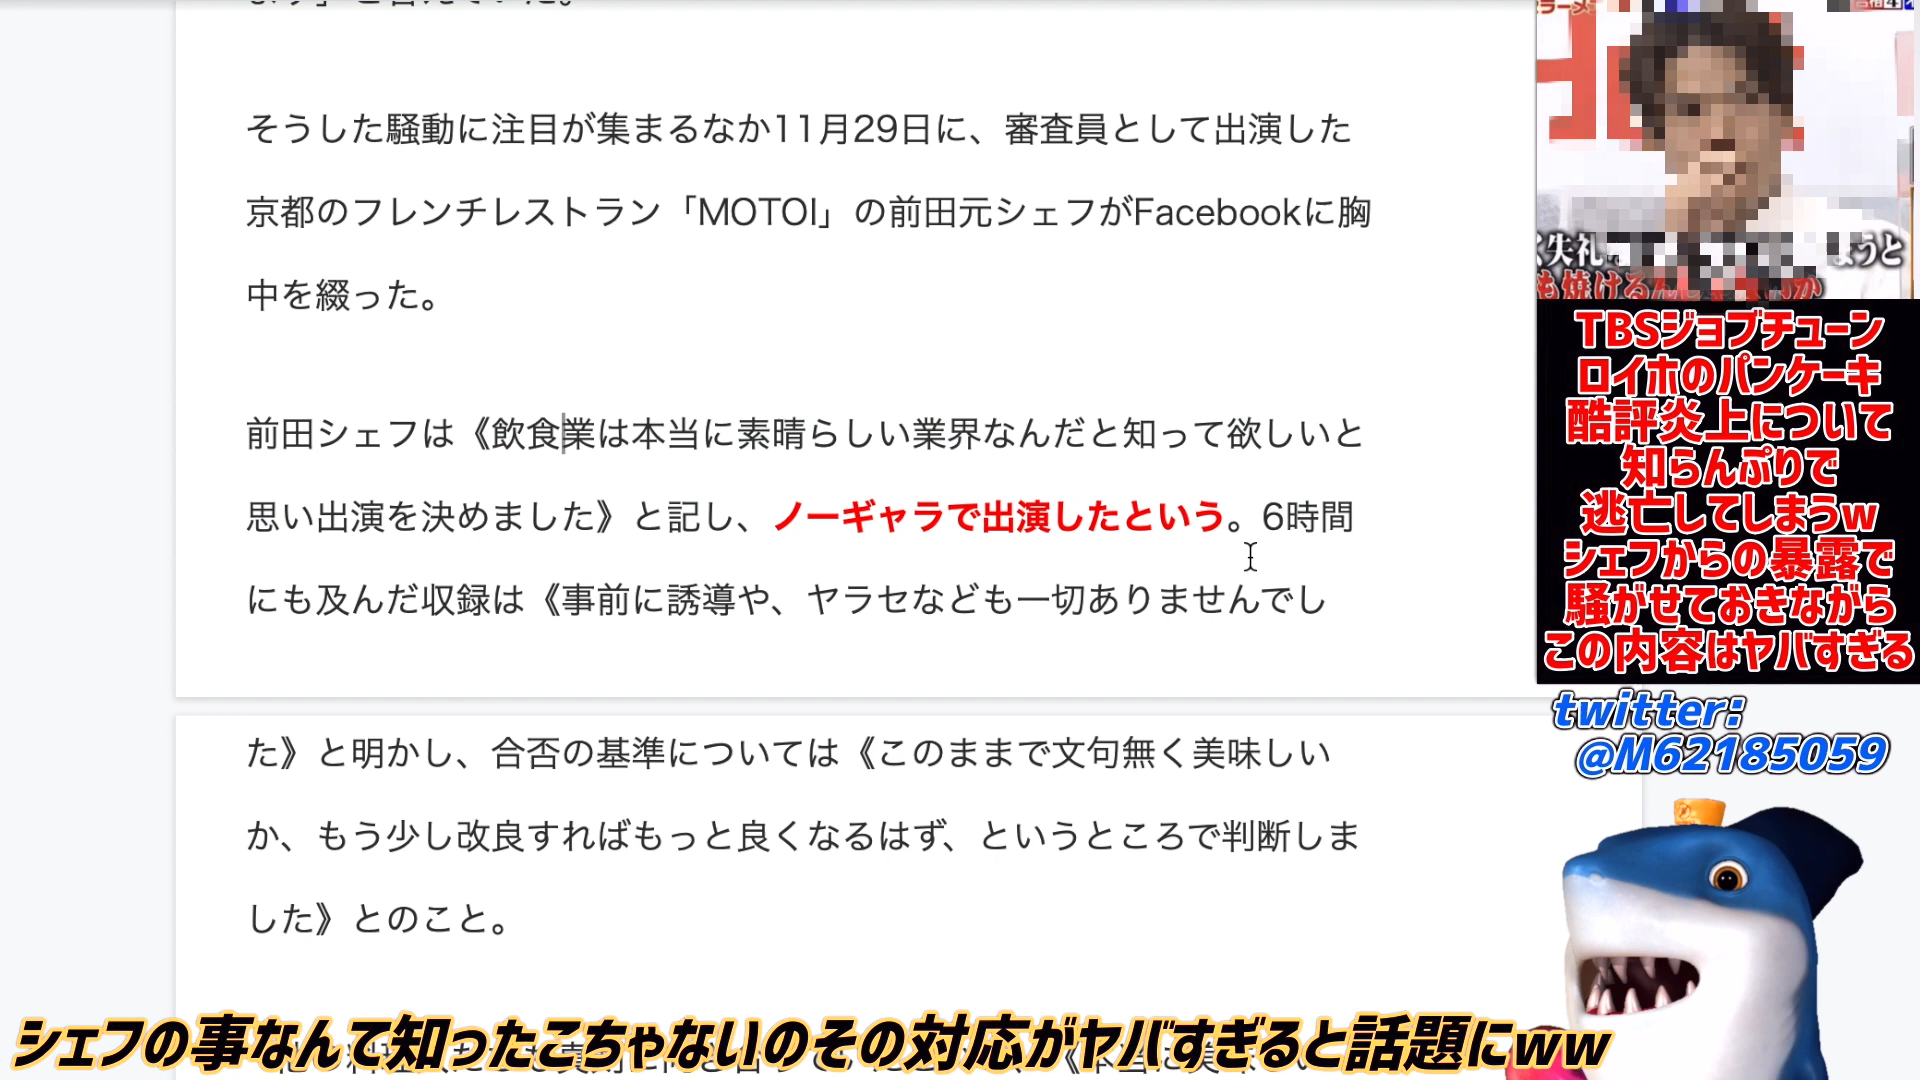 そうした騒動に注目が集まるなか11月29日に、審査員として出演した
京都のフレンチレストラン「MOTOI」の前田元シェフがFacebookに胸
中を綴った。
前田シェフは《飲食業は本当に素晴らしい業界なんだと知って欲しいと
思い出演を決めました》と記し、ノーギャラで出演したという。6時間
にも及んだ収録は《事前に誘導や、ヤラセなども一切ありませんでし
た》と明かし、合否の基準については《このままで文句無く美味しい
か、もう少し改良すればもっと良くなるはず、というところで判断しま
した》とのこと。
失礼
ようと
も焼ける
TBSジョブチューン
ロイホのパンケーキ
酷評炎上について
知らんぷりで
逃亡してしまうw
シェフからの暴露で
騒がせておきながら
この内容はヤバすぎる
twitter:
@M62185059
シェフの事なんて知ったこちゃないのその対応がヤバすぎると話題にww